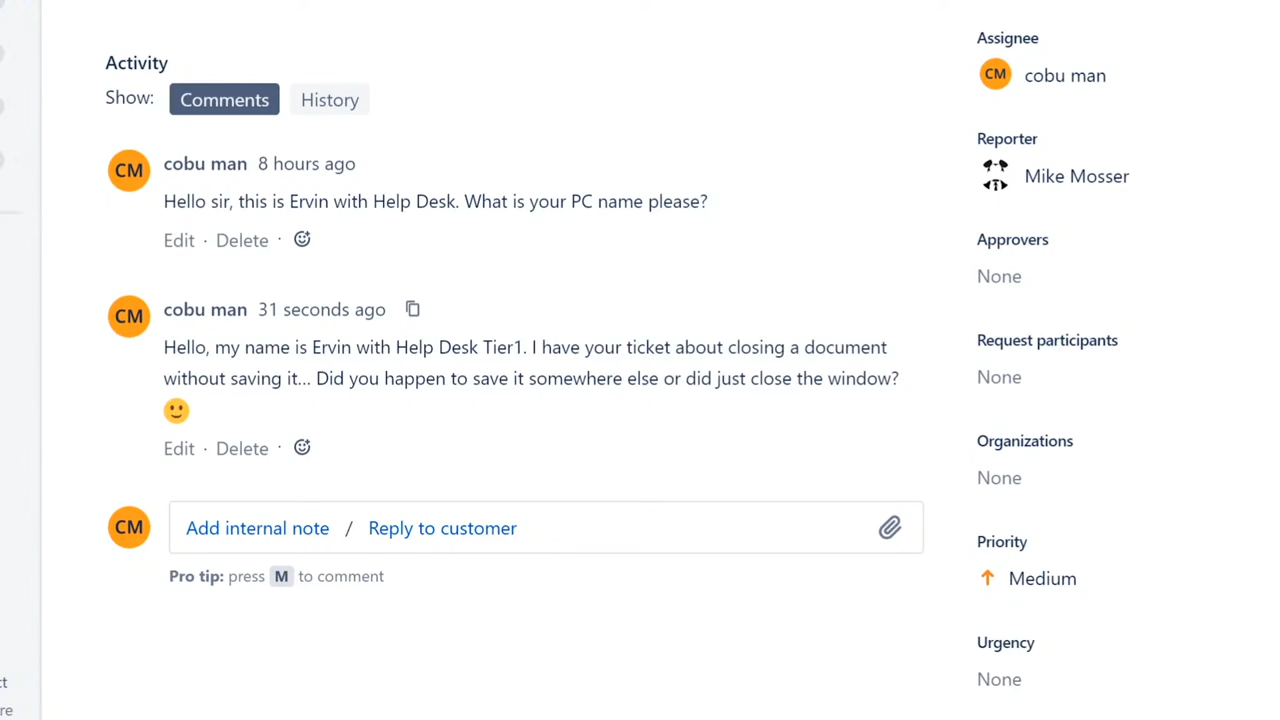 Activity
Show: Comments History
CM cobu man 8 hours ago
Hello sir, this is Ervin with Help Desk. What is your PC name please?
Edit · Delete ·
CM cobu man 31 seconds ago
Hello, my name is Ervin with Help Desk Tier1. I have your ticket about closing a document
without saving it... Did you happen to save it somewhere else or did just close the window?
Edit · Delete ·
CM Add internal note / Reply to customer
Pro tip: press M to comment
Assignee
CM cobu man
Reporter
Mike Mosser
Approvers
None
Request participants
None
Organizations
None
Priority
Medium
Urgency
None